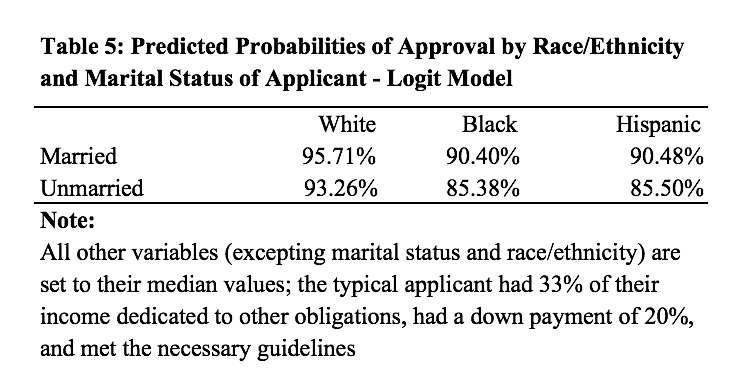 Table 5: Predicted Probabilities of Approval by Race/Ethnicity
and Marital Status of Applicant - Logit Model
White Black Hispanic
Married 95.71% 90.40% 90.48%
Unmarried 93.26% 85.38% 85.50%
Note:
All other variables (excepting marital status and race/ethnicity) are
set to their median values; the typical applicant had 33% of their
income dedicated to other obligations, had a down payment of 20%,
and met the necessary guidelines